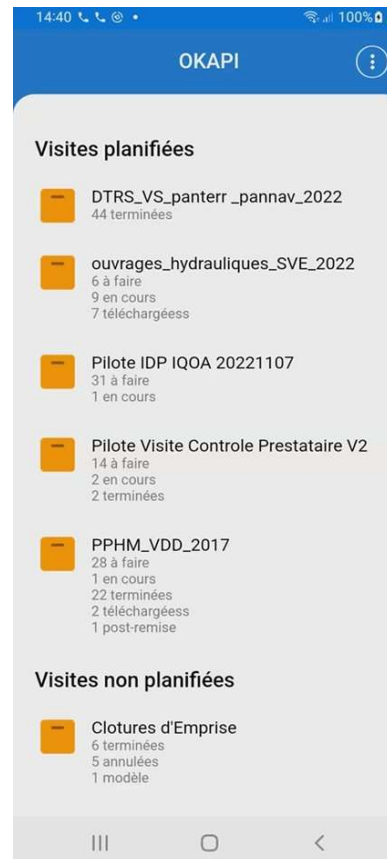 14:40
100%
OKAPI
Visites planifiées
DTRS_VS_panterr _pannav_2022
44 terminées
ouvrages_hydrauliques_SVE_2022
6 à faire
9 en cours
7 téléchargéess
Pilote IDP IQOA 20221107
31 à faire
1 en cours
Pilote Visite Controle Prestataire V2
14 à faire
2 en cours
2 terminées
PPHM_VDD_2017
28 à faire
1 en cours
22 terminées
2 téléchargéess
1 post-remise
Visites non planifiées
Clotures d'Emprise
6 terminées
5 annulées
1 modèle